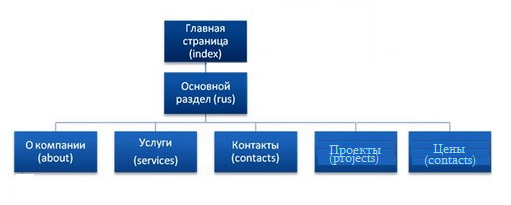 Главная
страница
(index)
Основной
раздел (rus)
О компании
(about)
Услуги
(services)
Контакты
(contacts)
Проекты
(projects)
Цены
(contacts)